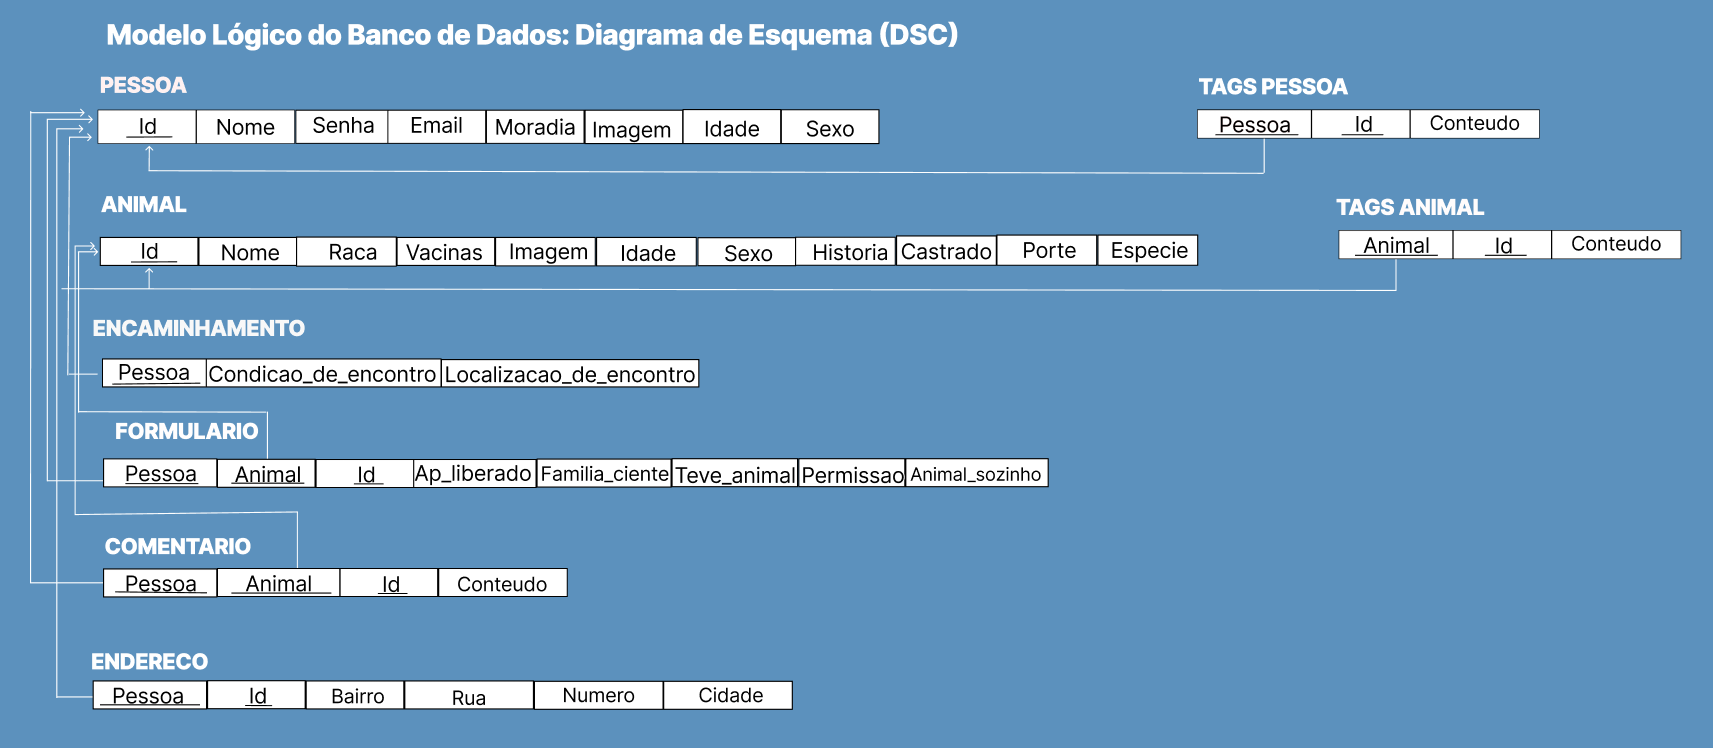 Modelo Lógico do Banco de Dados: Diagrama de Esquema (DSC)
PESSOA
Id Nome Senha Email Moradia Imagem Idade Sexo
TAGS PESSOA
Pessoa Id Conteudo
ANIMAL
Id Nome Raca Vacinas Imagem Idade Sexo Historia Castrado Porte Especie
TAGS ANIMAL
Animal Id Conteudo
ENCAMINHAMENTO
Pessoa Condicao_de_encontro Localizacao_de_encontro
FORMULARIO
Pessoa Animal Id Ap_liberado Familia_ciente Teve_animal Permissao Animal_sozinho
COMENTARIO
Pessoa Animal Id Conteudo
ENDERECO
Pessoa Id Bairro Rua Numero Cidade